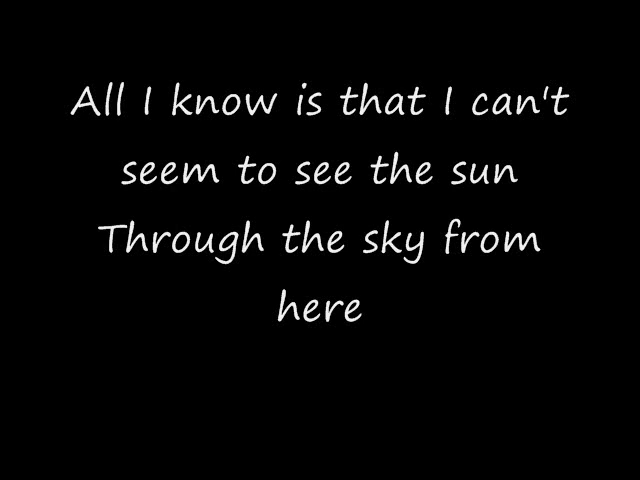 All I know is that I can't
seem to see the sun
Through the sky from
here